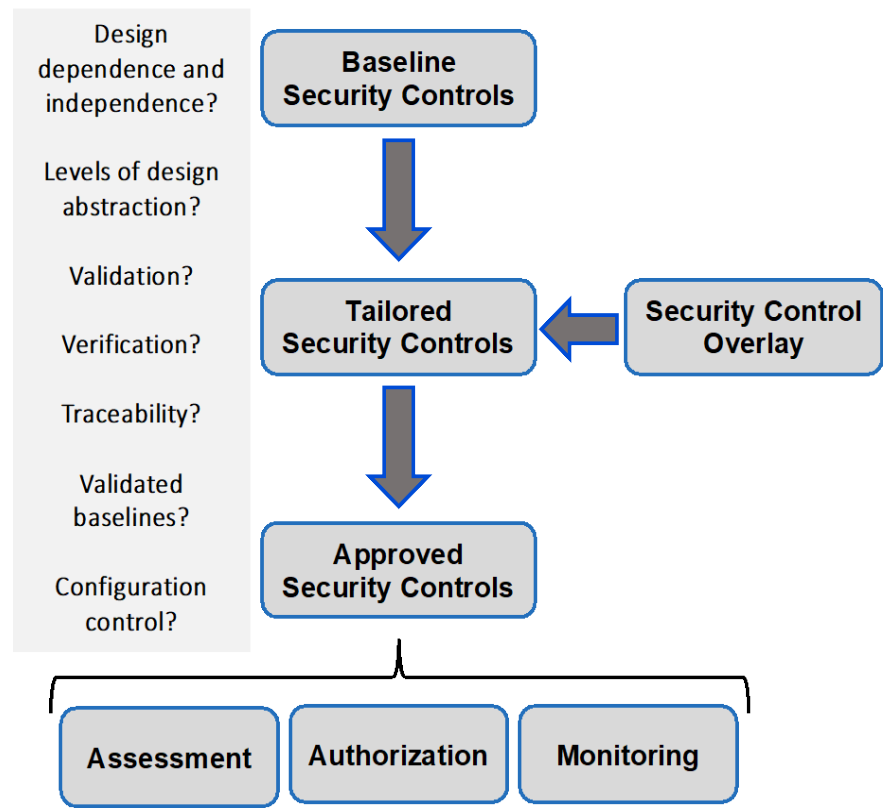 Design
dependence and
independence?
Levels of design
abstraction?
Validation?
Verification?
Traceability?
Validated
baselines?
Configuration
control?
Baseline
Security Controls
Tailored
Security Controls
Security Control
Overlay
Approved
Security Controls
Assessment
Authorization
Monitoring